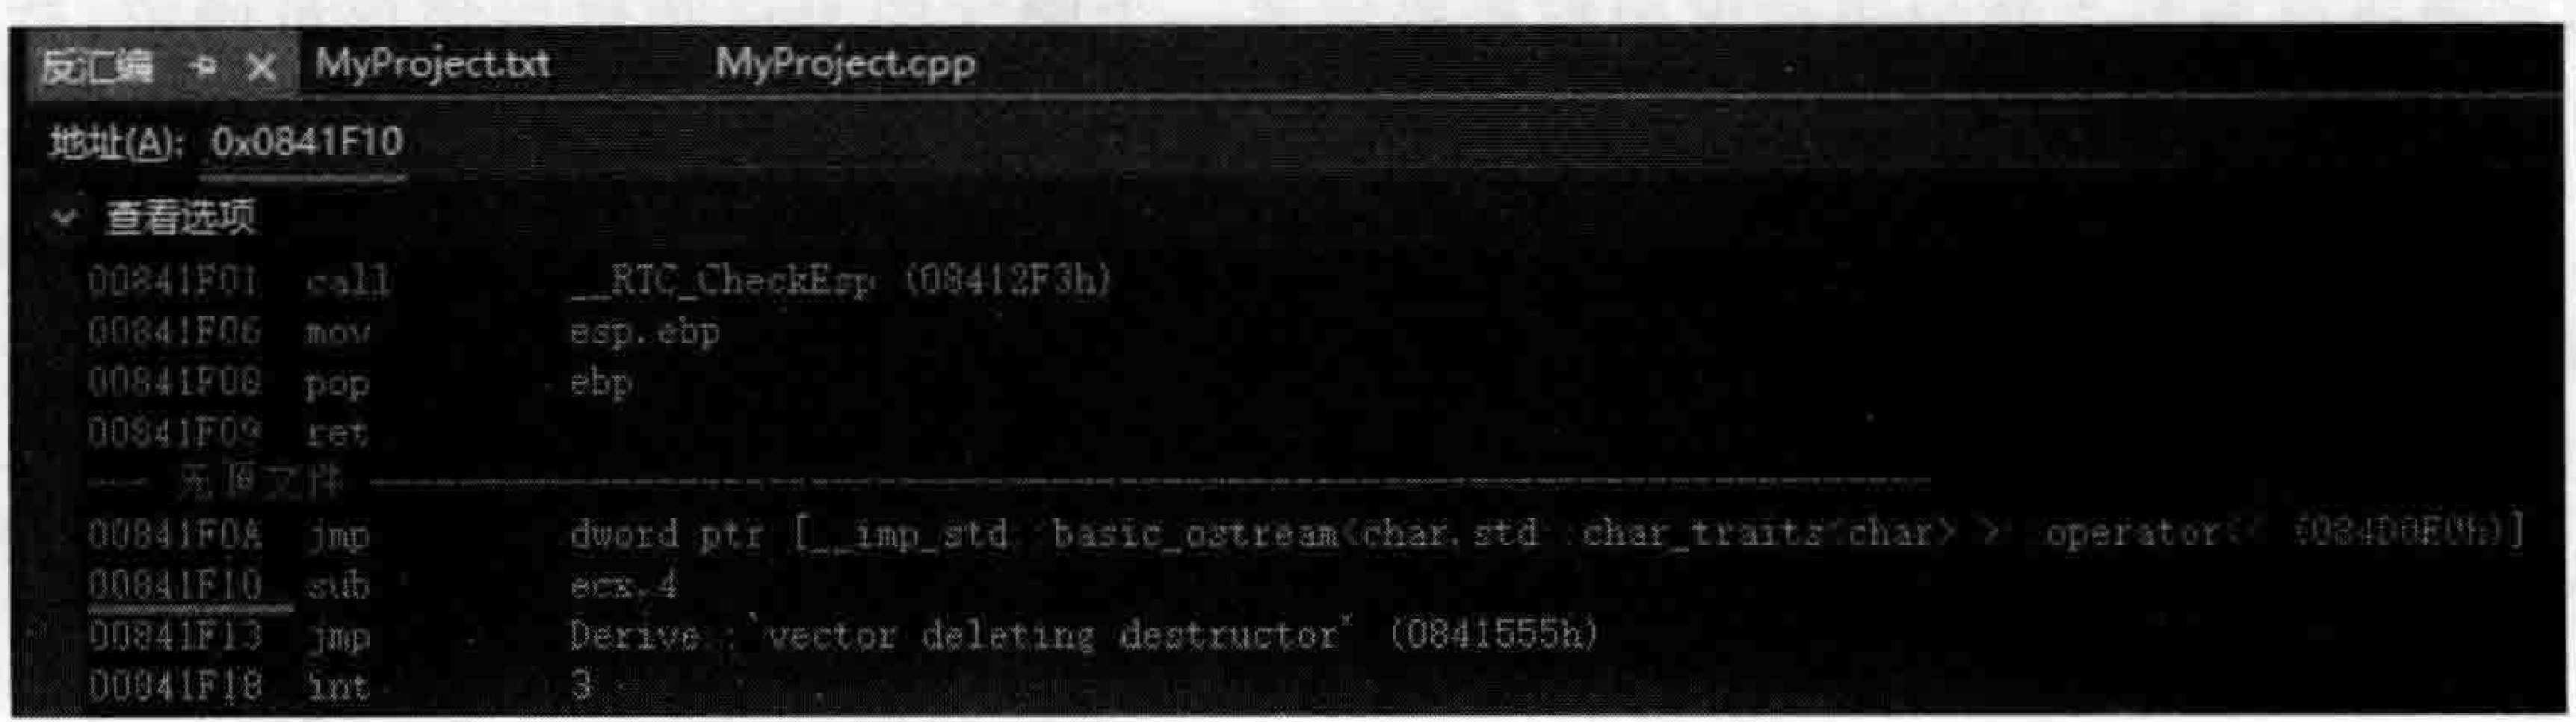 反汇编 MyProject.txt MyProject.cpp
地址(A): 0x0841F10
查看选项
00841F01 call __RTC_CheckEsp (08412F3h)
00841F06 mov esp,ebp
00841F08 pop ebp
00841F09 ret
--- 无源文件
00841F0A jmp dword ptr [__imp_std::basic_ostream<char,std::char_traits<char> >::operator<< (084D0E0h)]
00841F10 sub ecx,4
00841F13 jmp Derive::`vector deleting destructor' (0841555h)
00841F18 int 3